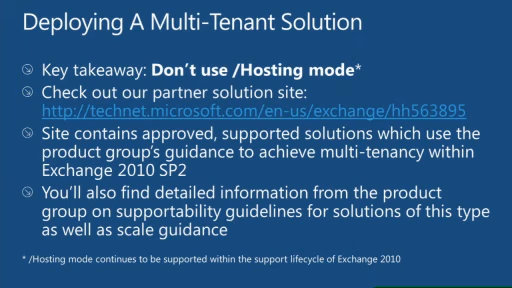 Deploying A Multi-Tenant Solution
Key takeaway: Don't use /Hosting mode*
Check out our partner solution site:
http://technet.microsoft.com/en-us/exchange/hh563895
Site contains approved, supported solutions which use the
product group's guidance to achieve multi-tenancy within
Exchange 2010 SP2
You'll also find detailed information from the product
group on supportability guidelines for solutions of this type
as well as scale guidance
* /Hosting mode continues to be supported within the support lifecycle of Exchange 2010